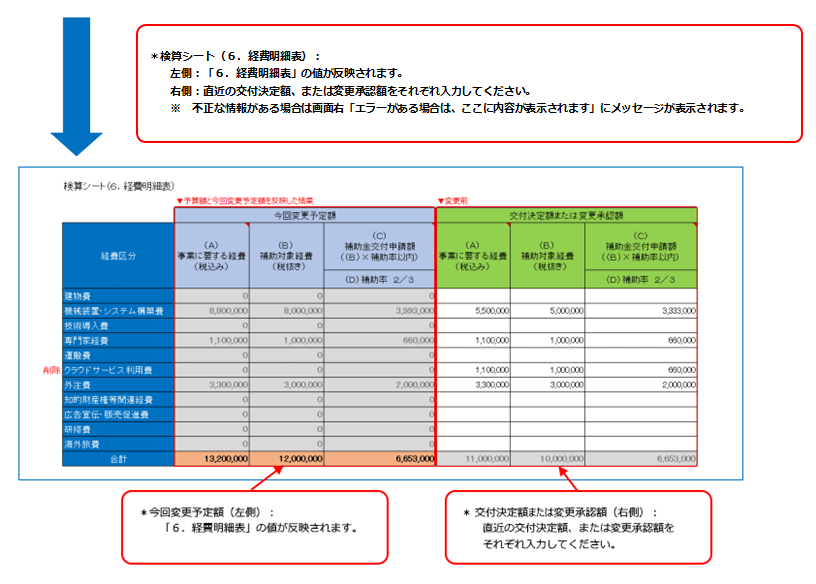 ＊検算シート（６．経費明細表）：
左側：「６．経費明細表」の値が反映されます。
右側：直近の交付決定額、または変更承認額をそれぞれ入力してください。
※　不正な情報がある場合は画面右「エラーがある場合は、ここに内容が表示されます」にメッセージが表示されます。
検算シート（６．経費明細表）
▼予算額と今回変更予定額を反映した結果 ▼変更前
経費区分 今回変更予定額 交付決定額または変更承認額
（A）事業に要する経費（税込み） （B）補助対象経費（税抜き） （C）補助金交付申請額（（B）×補助率以内） （A）事業に要する経費（税込み） （B）補助対象経費（税抜き） （C）補助金交付申請額（（B）×補助率以内）
（D）補助率 ２／３ （D）補助率 ２／３
建物費 0 0 0
機械装置・システム構築費 8,800,000 8,000,000 3,993,000 5,500,000 5,000,000 3,333,000
技術導入費 0 0 0
専門家経費 1,100,000 1,000,000 660,000 1,100,000 1,000,000 660,000
運搬費 0 0 0
削除 クラウドサービス利用費 0 0 0 1,100,000 1,000,000 660,000
外注費 3,300,000 3,000,000 2,000,000 3,300,000 3,000,000 2,000,000
知的財産権等関連経費 0 0 0
広告宣伝・販売促進費 0 0 0
研修費 0 0 0
海外旅費 0 0 0
合計 13,200,000 12,000,000 6,653,000 11,000,000 10,000,000 6,653,000
＊今回変更予定額（左側）：
「６．経費明細表」の値が反映されます。
＊ 交付決定額または変更承認額（右側）：
直近の交付決定額、または変更承認額を
それぞれ入力してください。